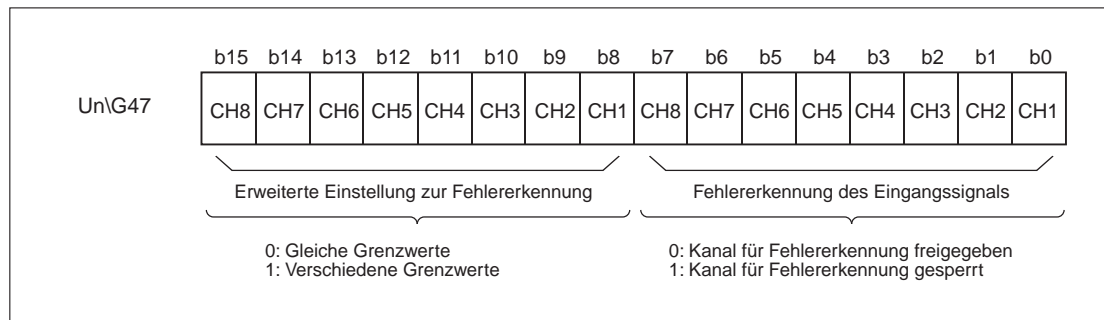 b15 b14 b13 b12 b11 b10 b9 b8 b7 b6 b5 b4 b3 b2 b1 b0
Un\G47 CH8 CH7 CH6 CH5 CH4 CH3 CH2 CH1 CH8 CH7 CH6 CH5 CH4 CH3 CH2 CH1
Erweiterte Einstellung zur Fehlererkennung Fehlererkennung des Eingangssignals
0: Gleiche Grenzwerte 0: Kanal für Fehlererkennung freigegeben
1: Verschiedene Grenzwerte 1: Kanal für Fehlererkennung gesperrt